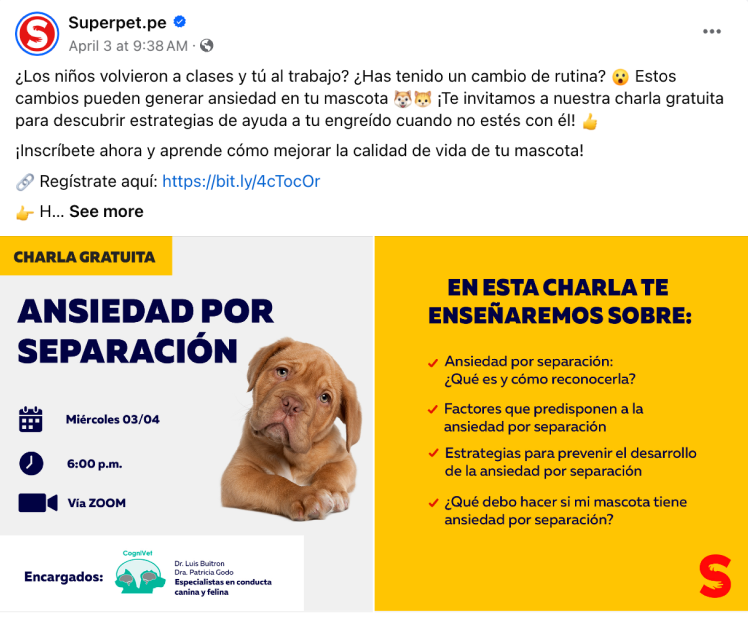 Superpet.pe
April 3 at 9:38 AM ·
¿Los niños volvieron a clases y tú al trabajo? ¿Has tenido un cambio de rutina? 😮 Estos
cambios pueden generar ansiedad en tu mascota 🐶🐱 ¡Te invitamos a nuestra charla gratuita
para descubrir estrategias de ayuda a tu engreído cuando no estés con él! 👍
¡Inscríbete ahora y aprende cómo mejorar la calidad de vida de tu mascota!
🔗 Regístrate aquí: https://bit.ly/4cTocOr
👉 H... See more
CHARLA GRATUITA
ANSIEDAD POR
SEPARACIÓN
Miércoles 03/04
6:00 p.m.
Vía ZOOM
Encargados:
CogniVet
Dr. Luis Buitron
Dra. Patricia Godo
Especialistas en conducta
canina y felina
EN ESTA CHARLA TE
ENSEÑAREMOS SOBRE:
Ansiedad por separación:
¿Qué es y cómo reconocerla?
Factores que predisponen a la
ansiedad por separación
Estrategias para prevenir el desarrollo
de la ansiedad por separación
¿Qué debo hacer si mi mascota tiene
ansiedad por separación?
S